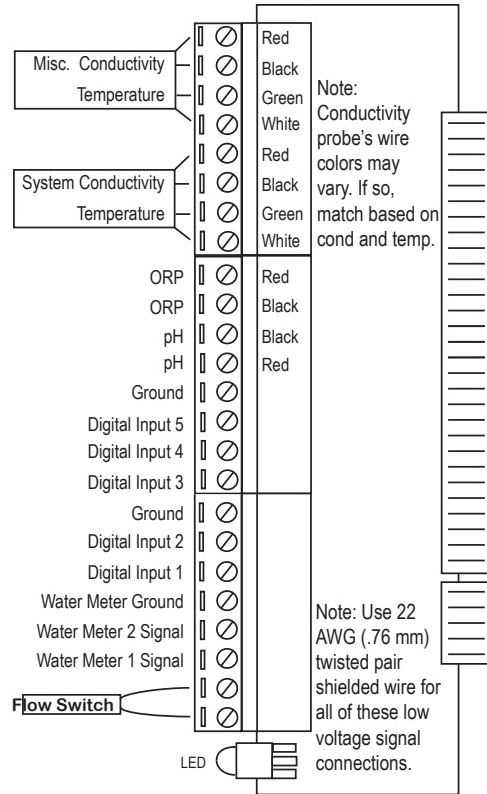 Red
Misc. Conductivity
Black
Temperature
Green
White
Note:
Conductivity
probe's wire
colors may
vary. If so,
match based on
cond and temp.
Red
System Conductivity
Black
Temperature
Green
White
ORP
Red
ORP
Black
pH
Black
pH
Red
Ground
Digital Input 5
Digital Input 4
Digital Input 3
Ground
Digital Input 2
Digital Input 1
Water Meter Ground
Water Meter 2 Signal
Water Meter 1 Signal
Flow Switch
LED
Note: Use 22
AWG (.76 mm)
twisted pair
shielded wire for
all of these low
voltage signal
connections.